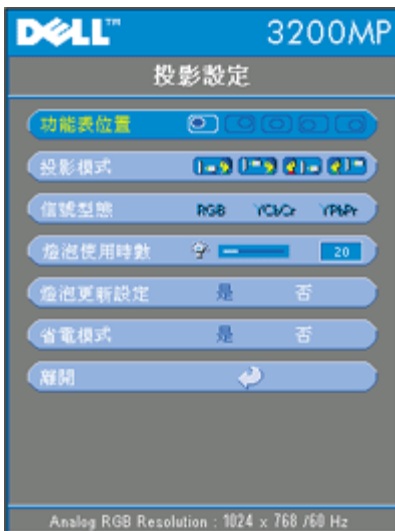 DELL™ 3200MP
投影設定
功能表位置
投影模式
信號型態 RGB YCbCr YPbPr
燈泡使用時數 20
燈泡更新設定 是 否
省電模式 是 否
離開
Analog RGB Resolution : 1024 x 768 /60 Hz